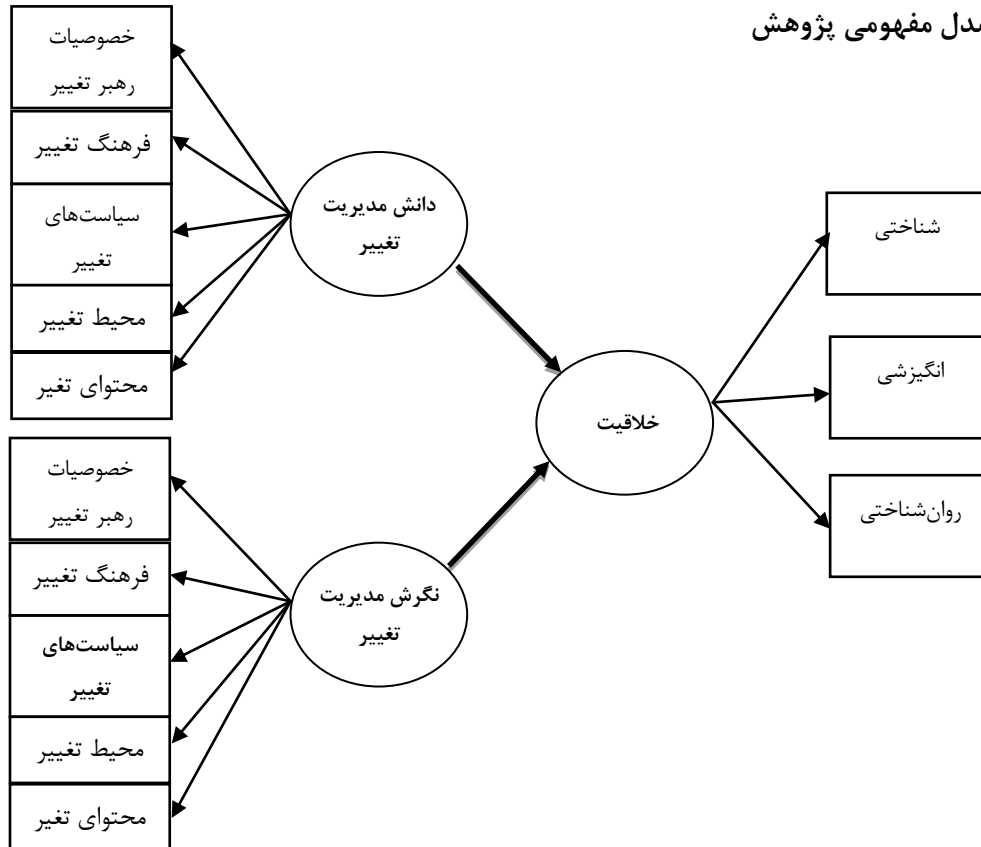 مدل مفهومی پژوهش
خصوصیات
رهبر تغییر
فرهنگ تغییر
سیاست‌های
تغییر
محیط تغییر
محتوای تغیر
دانش مدیریت
تغییر
شناختی
انگیزشی
روان‌شناختی
خلاقیت
خصوصیات
رهبر تغییر
فرهنگ تغییر
سیاست‌های
تغییر
محیط تغییر
محتوای تغیر
نگرش مدیریت
تغییر